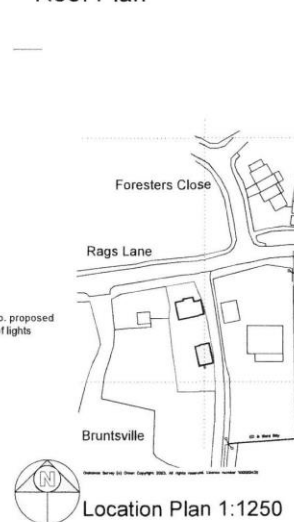 Roof Plan
Foresters Close
Rags Lane
o. proposed
f lights
Bruntsville
N
Location Plan 1:1250